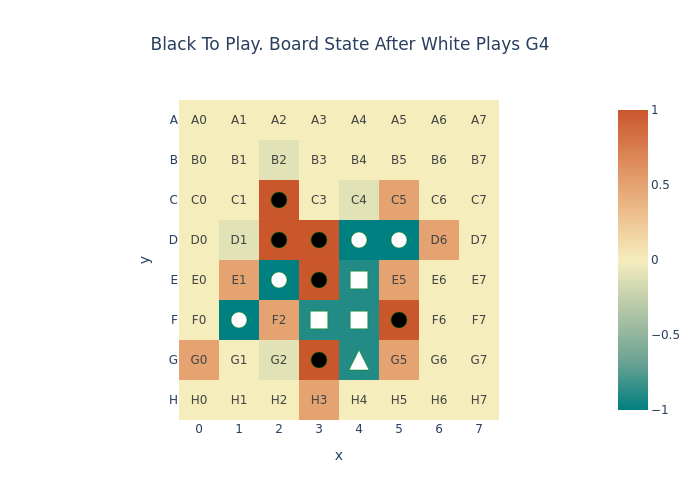 Black To Play. Board State After White Plays G4
A A0 A1 A2 A3 A4 A5 A6 A7
B B0 B1 B2 B3 B4 B5 B6 B7
C C0 C1 C3 C4 C5 C6 C7
D D0 D1 D6 D7
E E0 E1 E5 E6 E7
F F0 F2 F6 F7
G G0 G1 G2 G5 G6 G7
H H0 H1 H2 H3 H4 H5 H6 H7
0 1 2 3 4 5 6 7
x
y
1
0.5
0
−0.5
−1